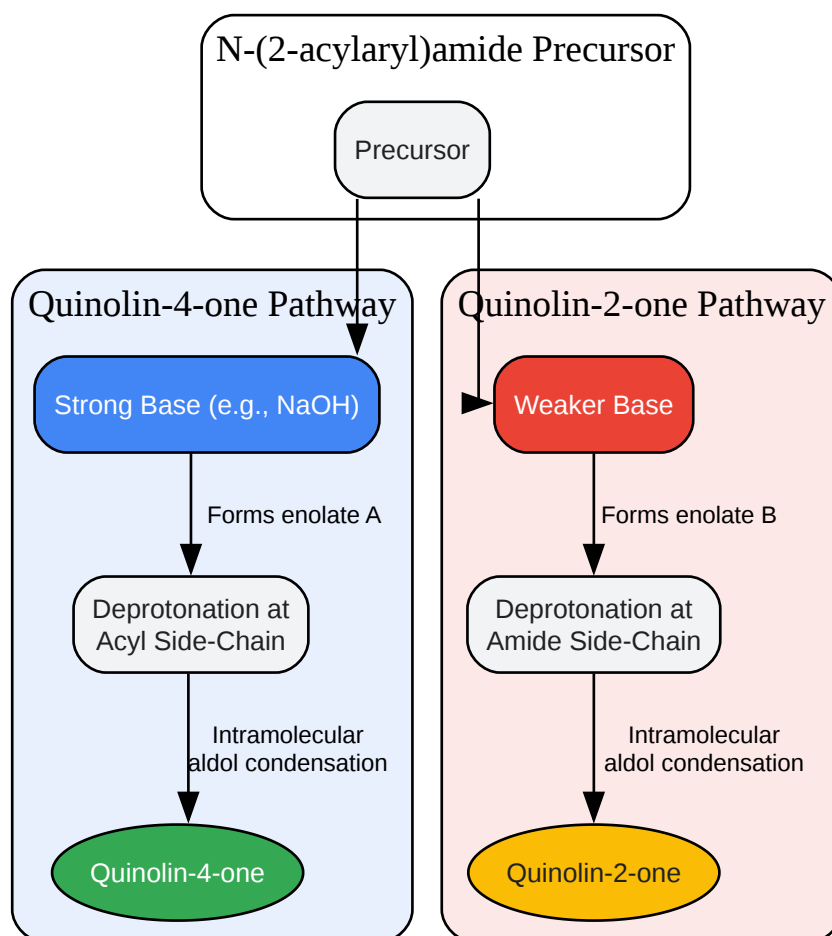 N-(2-acylaryl)amide Precursor
Precursor
Quinolin-4-one Pathway
Strong Base (e.g., NaOH)
Forms enolate A
Deprotonation at
Acyl Side-Chain
Intramolecular
aldol condensation
Quinolin-4-one
Quinolin-2-one Pathway
Weaker Base
Forms enolate B
Deprotonation at
Amide Side-Chain
Intramolecular
aldol condensation
Quinolin-2-one